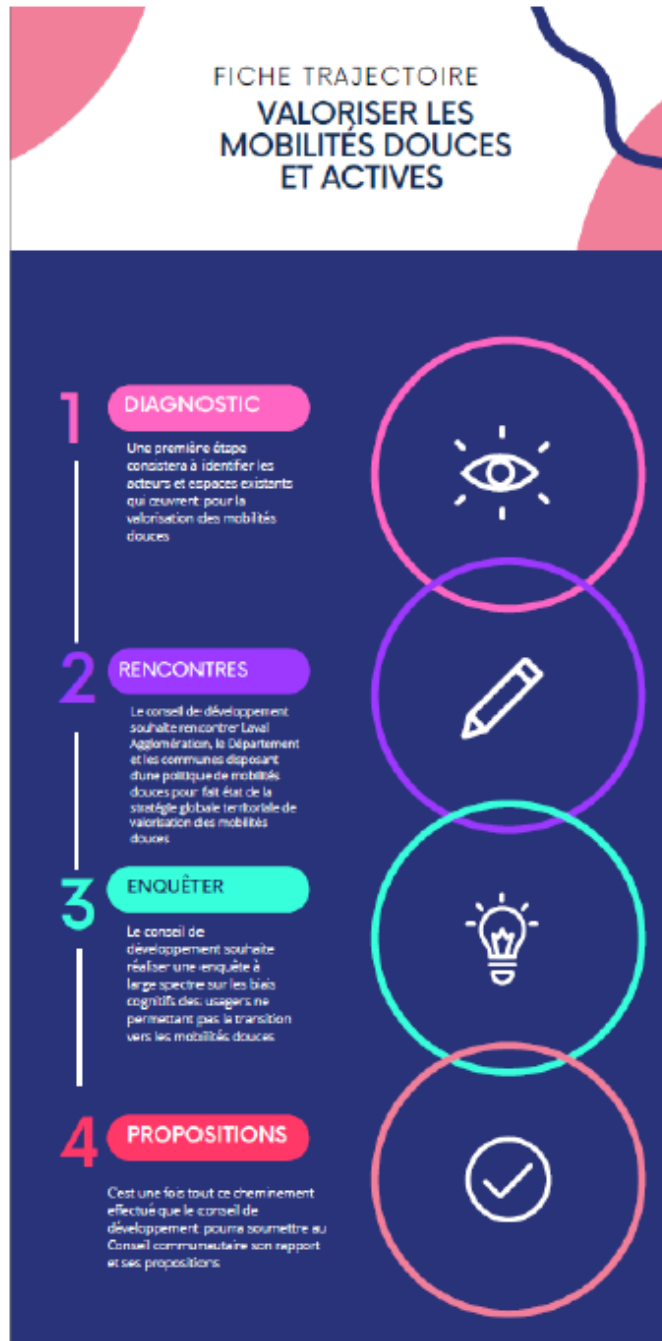 FICHE TRAJECTOIRE
VALORISER LES
MOBILITÉS DOUCES
ET ACTIVES
1
DIAGNOSTIC
Une première étape
consistera à identifier les
acteurs et espaces existants
qui œuvrent pour la
valorisation des mobilités
douces
2
RENCONTRES
Le conseil de développement
souhaite rencontrer Laval
Agglomération, le Département
et les communes disposant
d'une politique de mobilités
douces pour fait état de la
stratégie globale territoriale de
valorisation des mobilités
douces
3
ENQUÊTER
Le conseil de
développement souhaite
réaliser une enquête à
large spectre sur les biais
cognitifs des usagers ne
permettant pas la transition
vers les mobilités douces
4
PROPOSITIONS
C'est une fois tout ce cheminement
effectué que le conseil de
développement pourra soumettre au
Conseil communautaire son rapport
et ses propositions